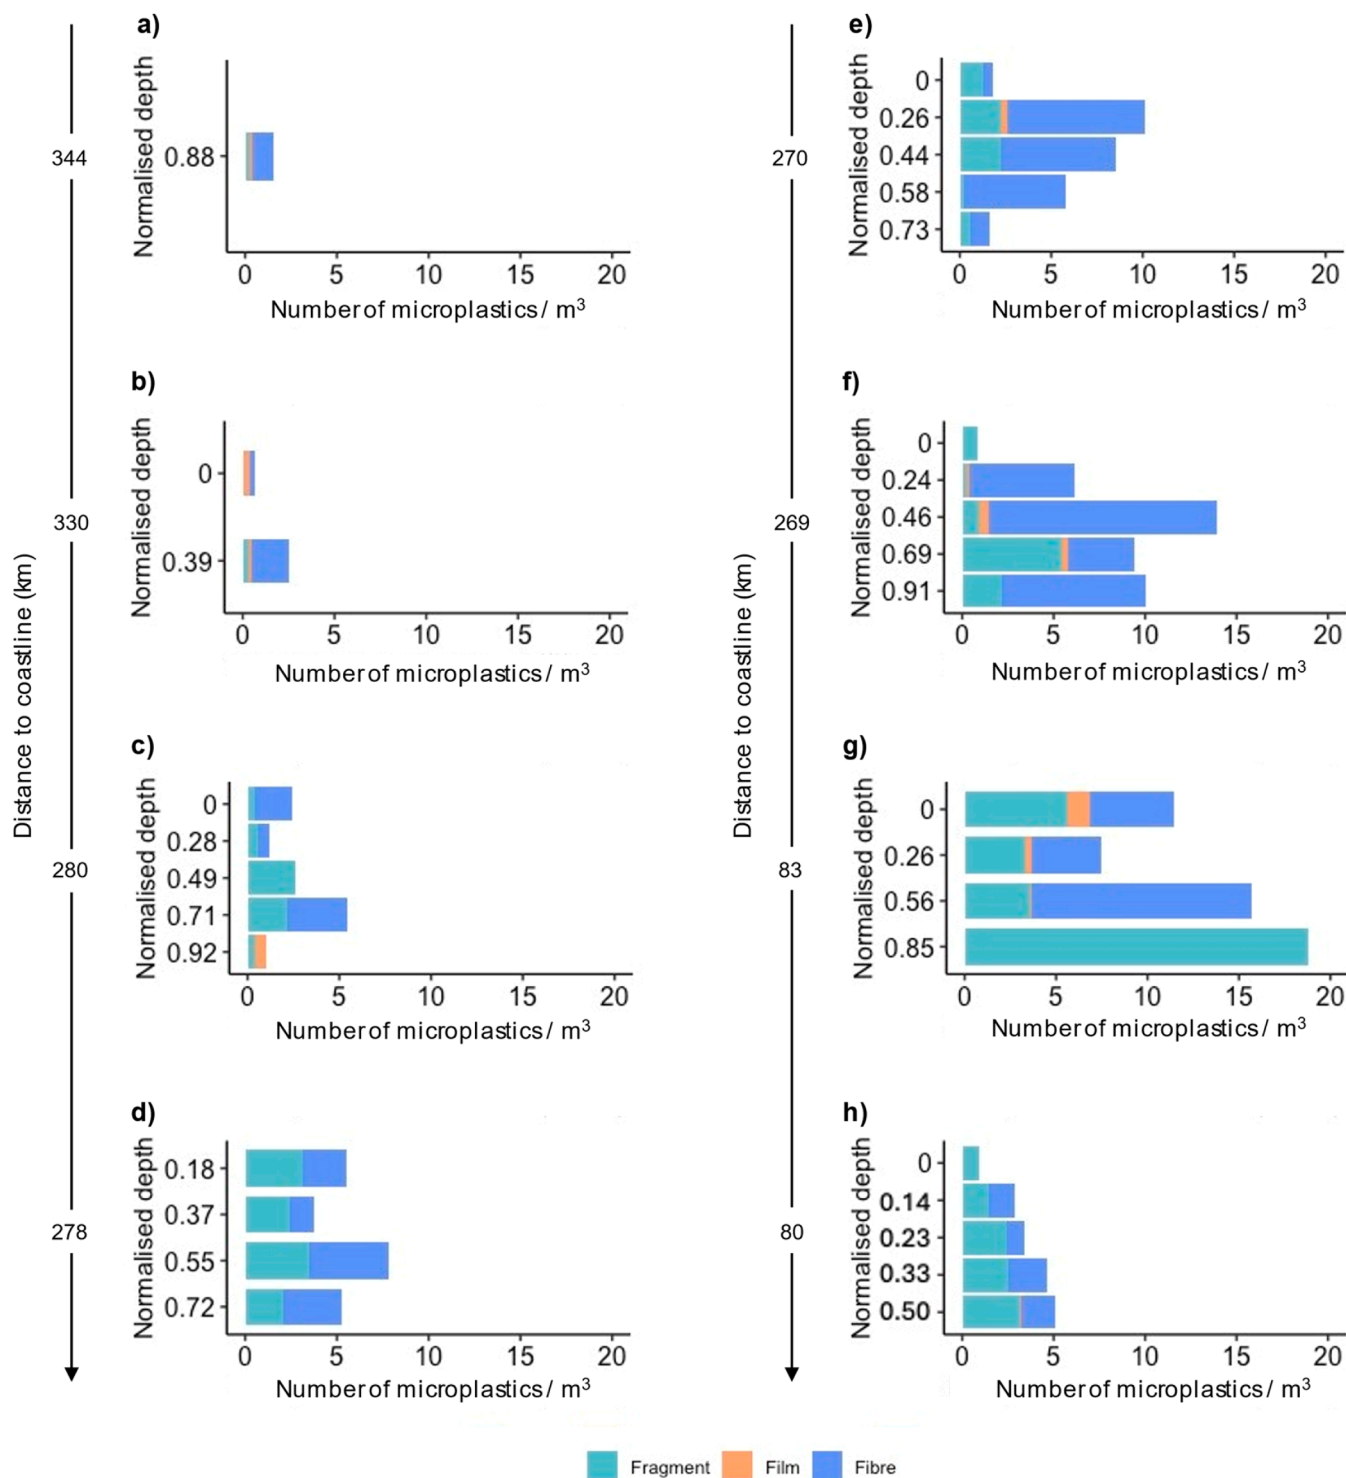 a)
Normalised depth
0.88
0 5 10 15 20
Number of microplastics / m³
b)
Normalised depth
0
0.39
0 5 10 15 20
Number of microplastics / m³
c)
Normalised depth
0
0.28
0.49
0.71
0.92
0 5 10 15 20
Number of microplastics / m³
d)
Normalised depth
0.18
0.37
0.55
0.72
0 5 10 15 20
Number of microplastics / m³
Distance to coastline (km)
344
330
280
278
e)
Normalised depth
0
0.26
0.44
0.58
0.73
0 5 10 15 20
Number of microplastics / m³
f)
Normalised depth
0
0.24
0.46
0.69
0.91
0 5 10 15 20
Number of microplastics / m³
g)
Normalised depth
0
0.26
0.56
0.85
0 5 10 15 20
Number of microplastics / m³
h)
Normalised depth
0
0.14
0.23
0.33
0.50
0 5 10 15 20
Number of microplastics / m³
Distance to coastline (km)
270
269
83
80
Fragment Film Fibre